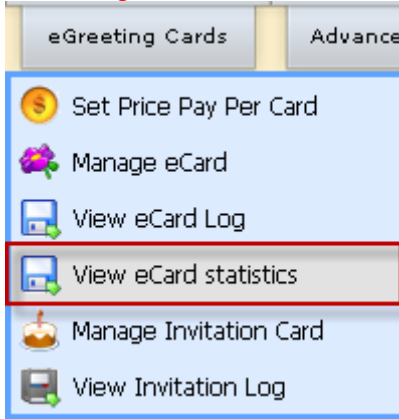 eGreeting Cards Advance
Set Price Pay Per Card
Manage eCard
View eCard Log
View eCard statistics
Manage Invitation Card
View Invitation Log